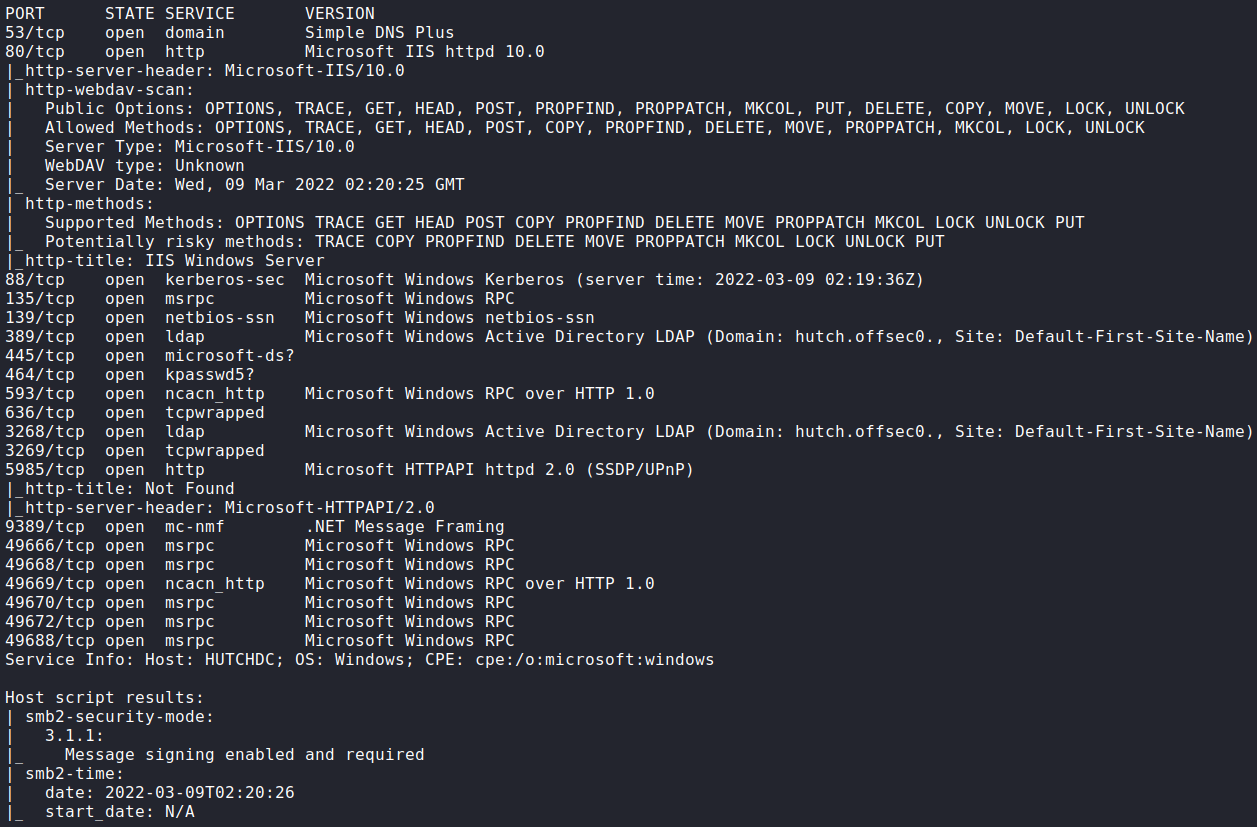 PORT      STATE SERVICE       VERSION
53/tcp    open  domain        Simple DNS Plus
80/tcp    open  http          Microsoft IIS httpd 10.0
|_http-server-header: Microsoft-IIS/10.0
| http-webdav-scan:
|   Public Options: OPTIONS, TRACE, GET, HEAD, POST, PROPFIND, PROPPATCH, MKCOL, PUT, DELETE, COPY, MOVE, LOCK, UNLOCK
|   Allowed Methods: OPTIONS, TRACE, GET, HEAD, POST, COPY, PROPFIND, DELETE, MOVE, PROPPATCH, MKCOL, LOCK, UNLOCK
|   Server Type: Microsoft-IIS/10.0
|   WebDAV type: Unknown
|_  Server Date: Wed, 09 Mar 2022 02:20:25 GMT
| http-methods:
|   Supported Methods: OPTIONS TRACE GET HEAD POST COPY PROPFIND DELETE MOVE PROPPATCH MKCOL LOCK UNLOCK PUT
|_  Potentially risky methods: TRACE COPY PROPFIND DELETE MOVE PROPPATCH MKCOL LOCK UNLOCK PUT
|_http-title: IIS Windows Server
88/tcp    open  kerberos-sec  Microsoft Windows Kerberos (server time: 2022-03-09 02:19:36Z)
135/tcp   open  msrpc         Microsoft Windows RPC
139/tcp   open  netbios-ssn   Microsoft Windows netbios-ssn
389/tcp   open  ldap          Microsoft Windows Active Directory LDAP (Domain: hutch.offsec0., Site: Default-First-Site-Name)
445/tcp   open  microsoft-ds?
464/tcp   open  kpasswd5?
593/tcp   open  ncacn_http    Microsoft Windows RPC over HTTP 1.0
636/tcp   open  tcpwrapped
3268/tcp  open  ldap          Microsoft Windows Active Directory LDAP (Domain: hutch.offsec0., Site: Default-First-Site-Name)
3269/tcp  open  tcpwrapped
5985/tcp  open  http          Microsoft HTTPAPI httpd 2.0 (SSDP/UPnP)
|_http-title: Not Found
|_http-server-header: Microsoft-HTTPAPI/2.0
9389/tcp  open  mc-nmf        .NET Message Framing
49666/tcp open  msrpc         Microsoft Windows RPC
49668/tcp open  msrpc         Microsoft Windows RPC
49669/tcp open  ncacn_http    Microsoft Windows RPC over HTTP 1.0
49670/tcp open  msrpc         Microsoft Windows RPC
49672/tcp open  msrpc         Microsoft Windows RPC
49688/tcp open  msrpc         Microsoft Windows RPC
Service Info: Host: HUTCHDC; OS: Windows; CPE: cpe:/o:microsoft:windows

Host script results:
| smb2-security-mode:
|   3.1.1:
|_    Message signing enabled and required
| smb2-time:
|   date: 2022-03-09T02:20:26
|_  start_date: N/A